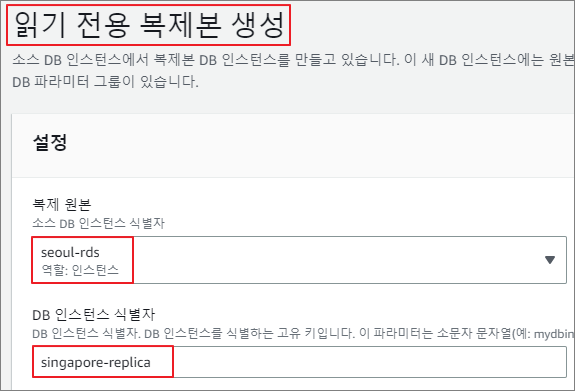 읽기 전용 복제본 생성
소스 DB 인스턴스에서 복제본 DB 인스턴스를 만들고 있습니다. 이 새 DB 인스턴스에는 원본
DB 파라미터 그룹이 있습니다.
설정
복제 원본
소스 DB 인스턴스 식별자
seoul-rds
역할: 인스턴스
DB 인스턴스 식별자
DB 인스턴스 식별자. DB 인스턴스를 식별하는 고유 키입니다. 이 파라미터는 소문자 문자열(예: mydbin
singapore-replica